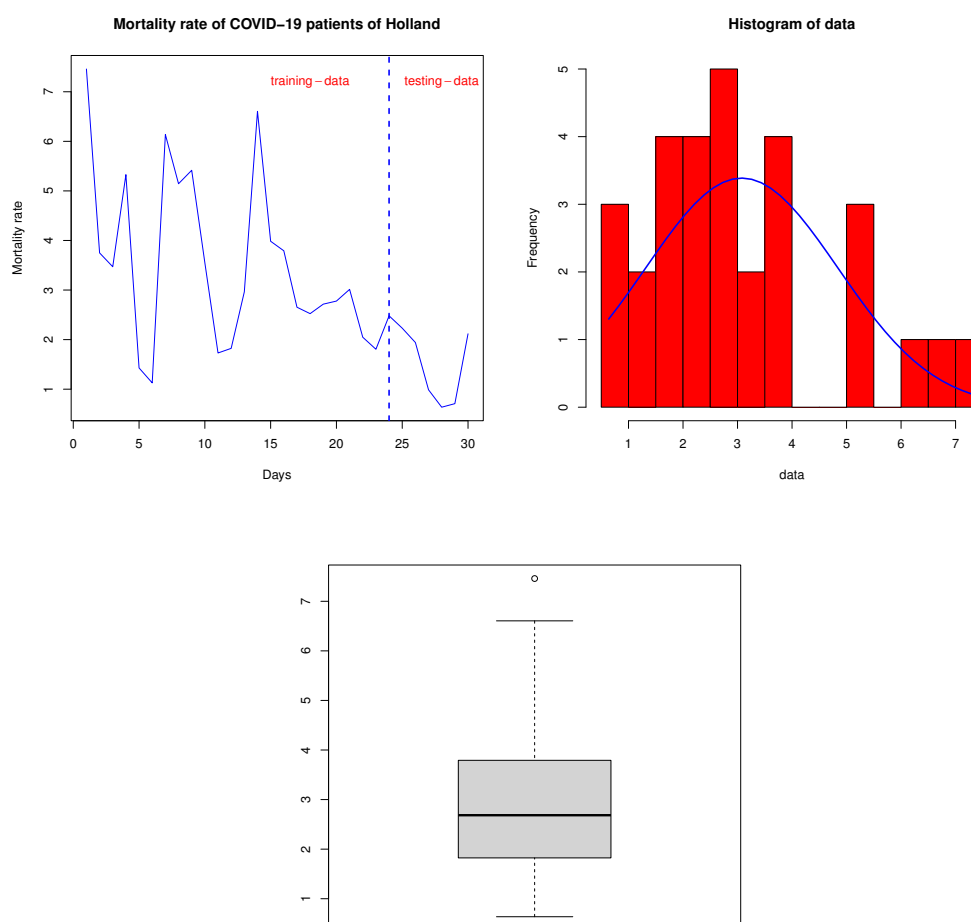 Mortality rate of COVID−19 patients of Holland
training−data
testing−data
Mortality rate
7
6
5
4
3
2
1
0 5 10 15 20 25 30
Days
Histogram of data
Frequency
5
4
3
2
1
0
1 2 3 4 5 6 7
data
7
6
5
4
3
2
1